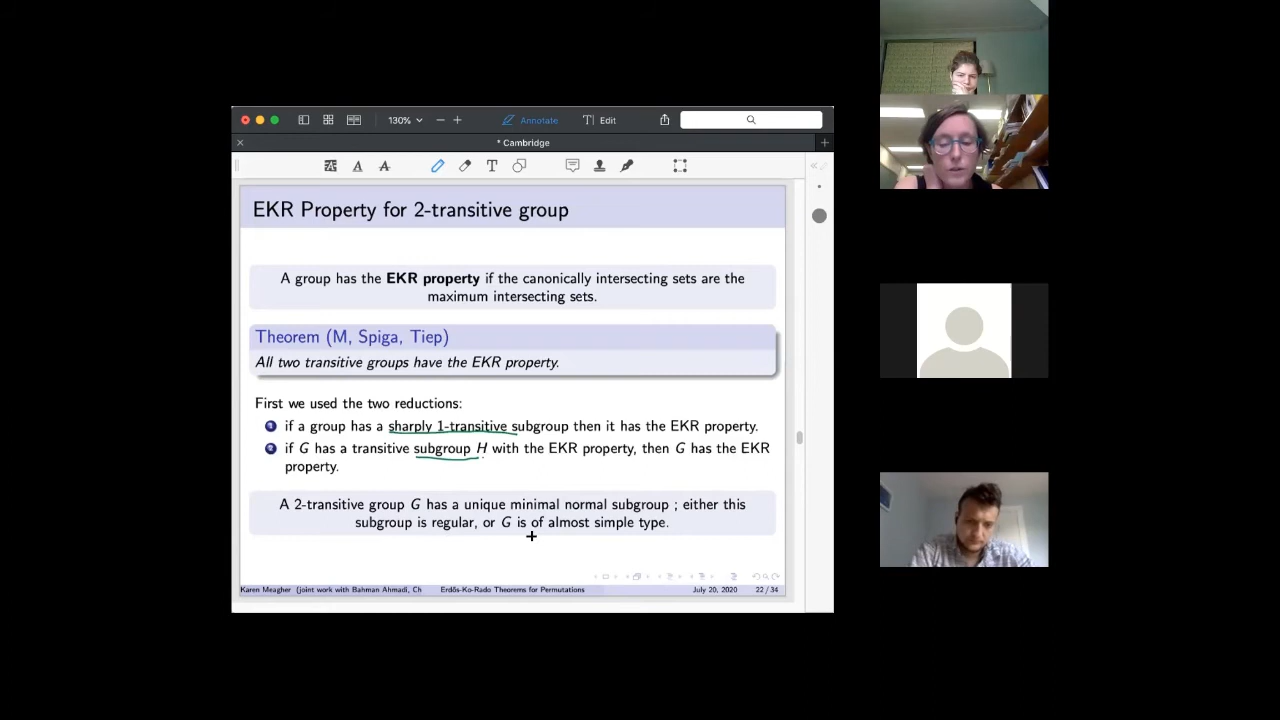 130%
Annotate
T Edit
* Cambridge
A A T
EKR Property for 2-transitive group
A group has the EKR property if the canonically intersecting sets are the
maximum intersecting sets.
Theorem (M, Spiga, Tiep)
All two transitive groups have the EKR property.
First we used the two reductions:
1 if a group has a sharply 1-transitive subgroup then it has the EKR property.
2 if G has a transitive subgroup H with the EKR property, then G has the EKR
property.
A 2-transitive group G has a unique minimal normal subgroup ; either this
subgroup is regular, or G is of almost simple type.
Karen Meagher (joint work with Bahman Ahmadi, Ch
Erdős-Ko-Rado Theorems for Permutations
July 20, 2020
22 / 34